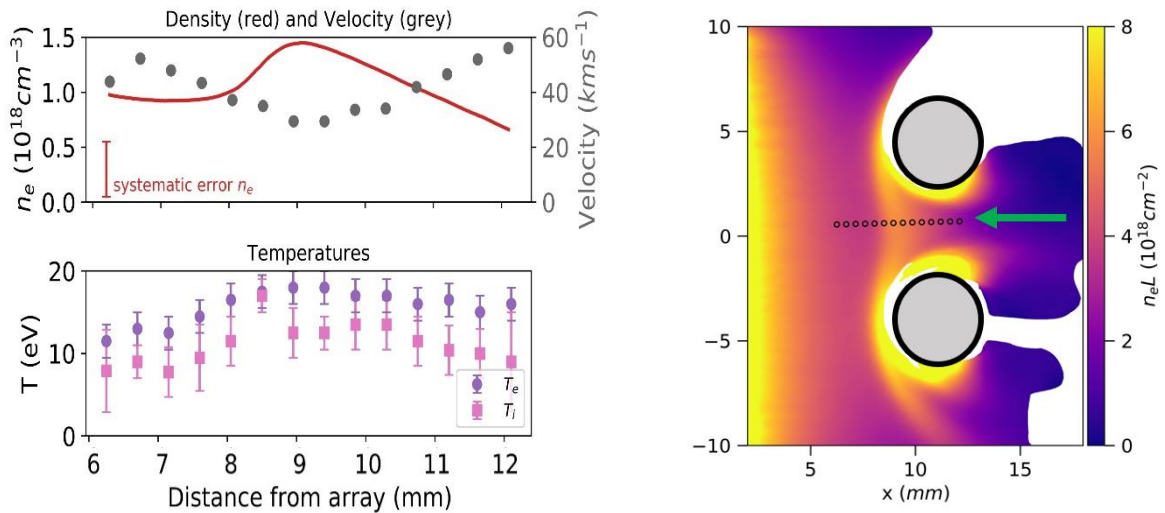 Density (red) and Velocity (grey)
1.5
1.0
0.5
0.0
n_e (10^18 cm^−3)
systematic error n_e
60
40
20
0
Velocity (kms^−1)
Temperatures
20
10
0
T (eV)
T_e
T_i
6 7 8 9 10 11 12
Distance from array (mm)
10
5
0
−5
−10
5 10 15
x (mm)
8
6
4
2
0
n_eL (10^18 cm^−2)